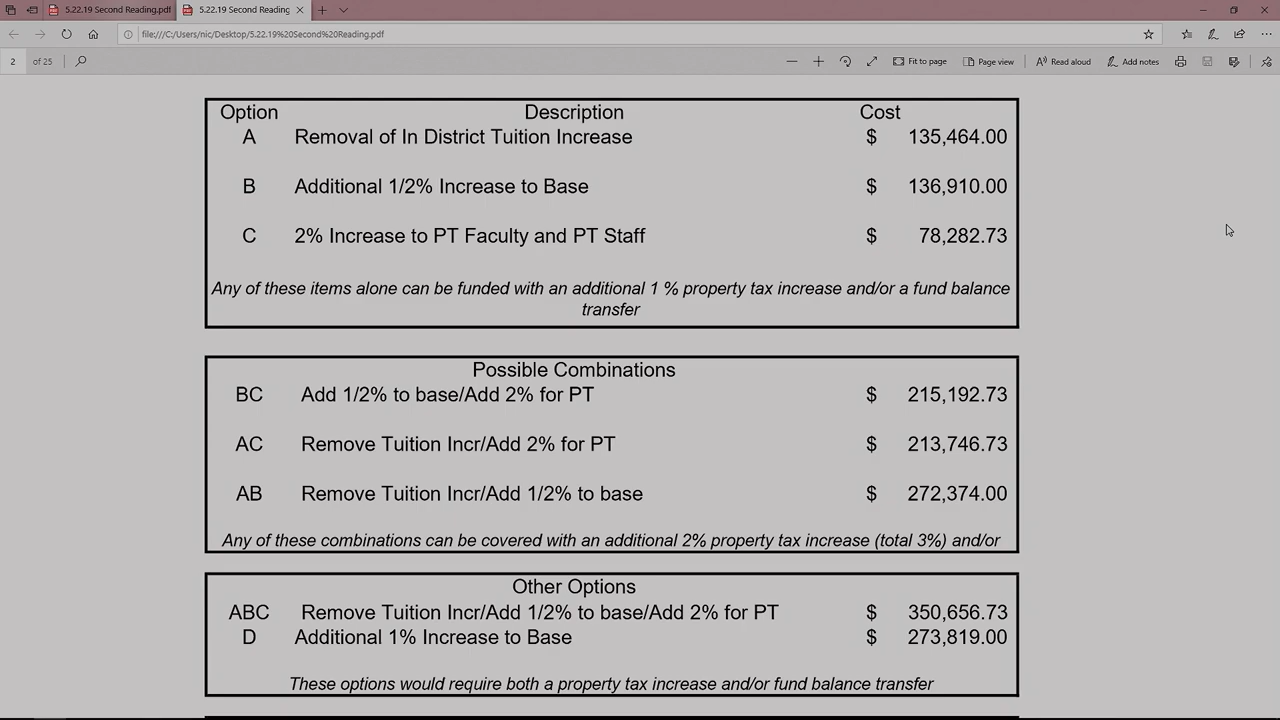 5.22.19 Second Reading.pdf
5.22.19 Second Reading
file:///C:/Users/nic/Desktop/5.22.19%20Second%20Reading.pdf
2 of 25
Fit to page
Page view
Read aloud
Add notes
Option Description Cost
A Removal of In District Tuition Increase $ 135,464.00
B Additional 1/2% Increase to Base $ 136,910.00
C 2% Increase to PT Faculty and PT Staff $ 78,282.73
Any of these items alone can be funded with an additional 1 % property tax increase and/or a fund balance
transfer
Possible Combinations
BC Add 1/2% to base/Add 2% for PT $ 215,192.73
AC Remove Tuition Incr/Add 2% for PT $ 213,746.73
AB Remove Tuition Incr/Add 1/2% to base $ 272,374.00
Any of these combinations can be covered with an additional 2% property tax increase (total 3%) and/or
Other Options
ABC Remove Tuition Incr/Add 1/2% to base/Add 2% for PT $ 350,656.73
D Additional 1% Increase to Base $ 273,819.00
These options would require both a property tax increase and/or fund balance transfer